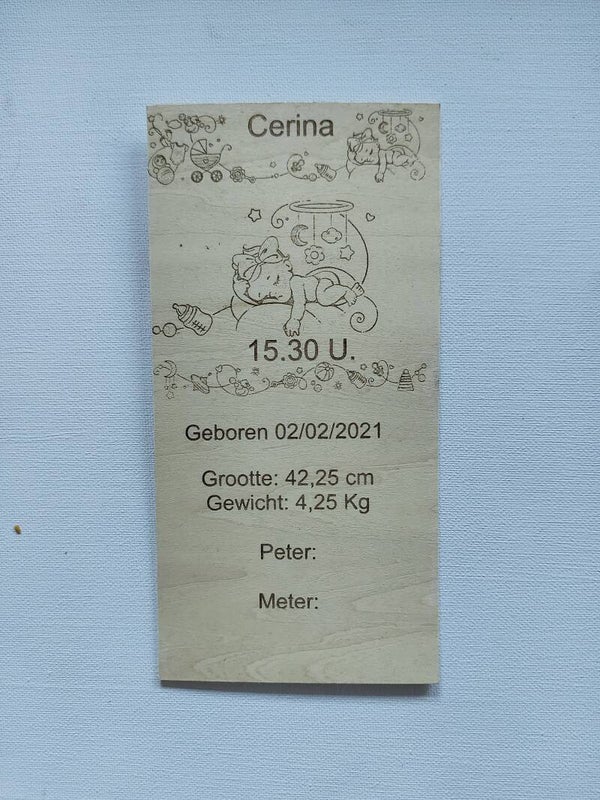 Cerina
15.30 U.
Geboren 02/02/2021
Grootte: 42,25 cm
Gewicht: 4,25 Kg
Peter:
Meter: